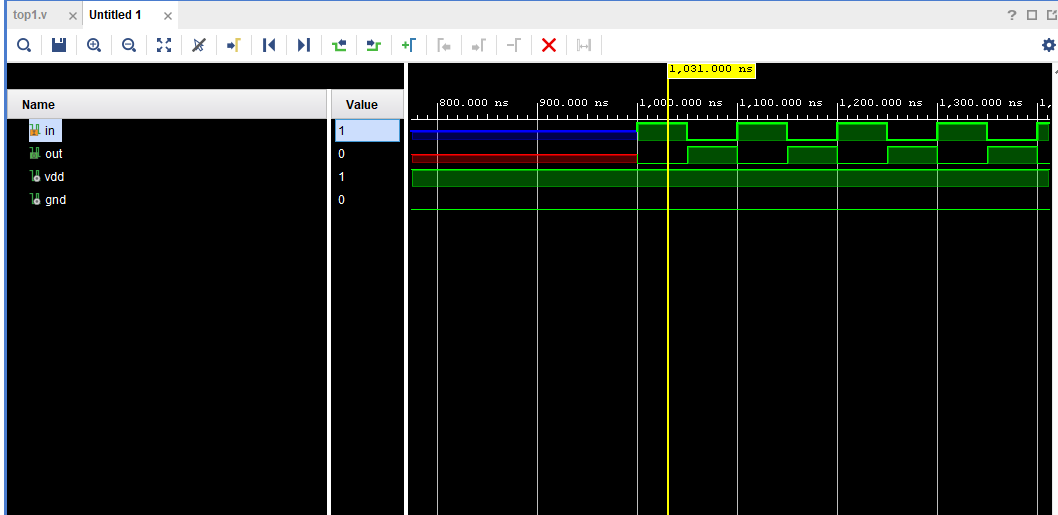 top1.v
Untitled 1
?
1,031.000 ns
Name
Value
800.000 ns
900.000 ns
1,000.000 ns
1,100.000 ns
1,200.000 ns
1,300.000 ns
1,
in
1
out
0
vdd
1
gnd
0